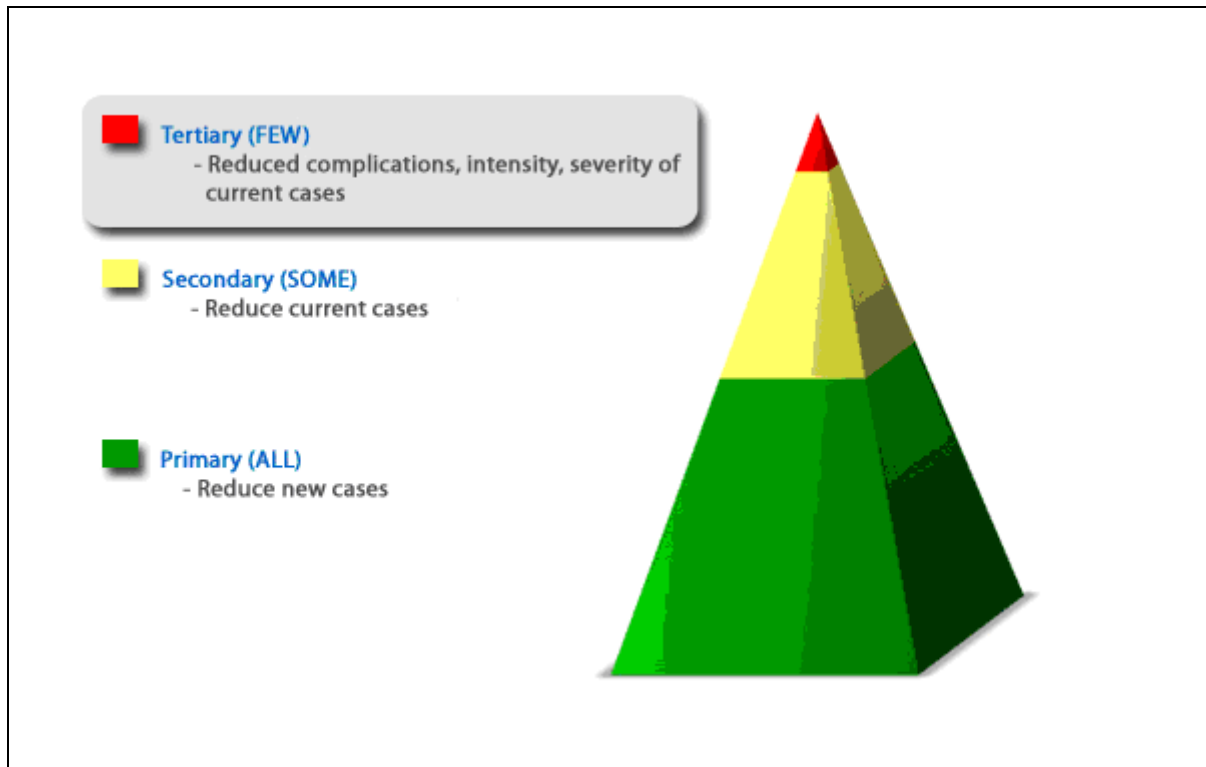 Tertiary (FEW)
- Reduced complications, intensity, severity of
current cases
Secondary (SOME)
- Reduce current cases
Primary (ALL)
- Reduce new cases